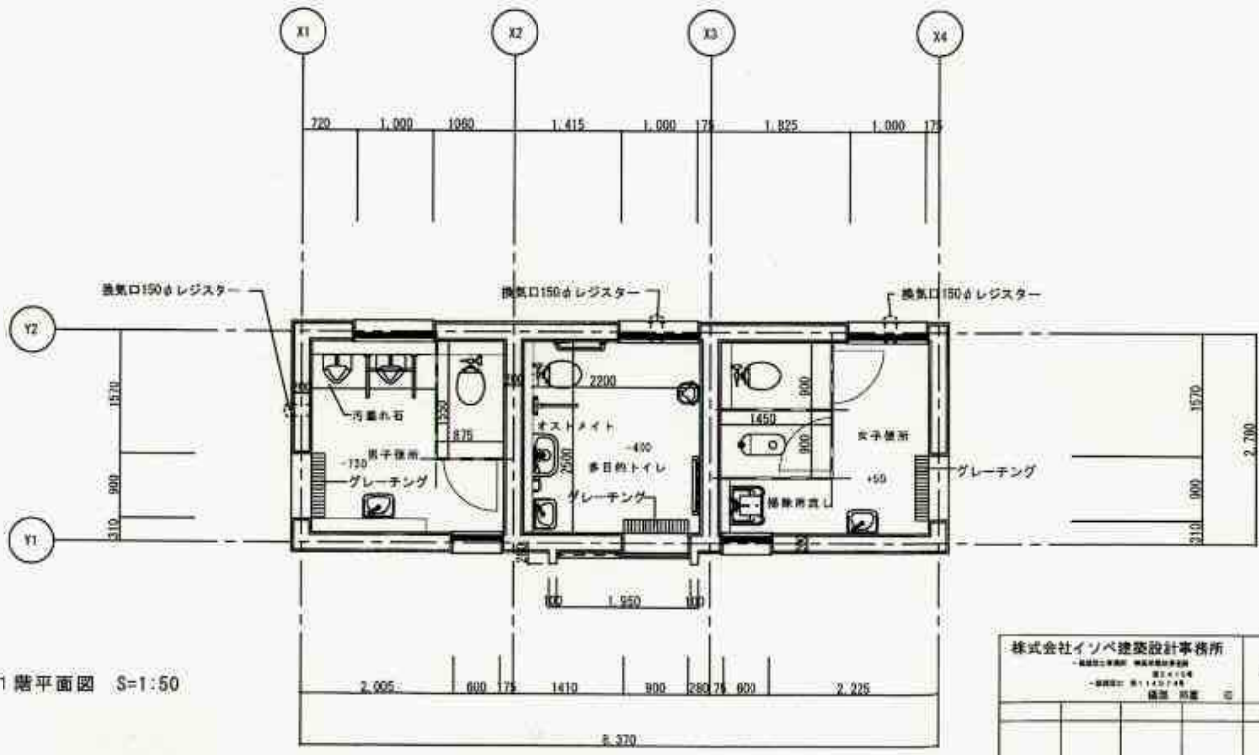 X1 X2 X3 X4
720 1,000 1060 1,415 1,000 175 1,825 1,000 175
換気口150φレジスター 換気口150φレジスター 換気口150φレジスター
Y2
1570
900
310
Y1
汚垂れ石
男子便所
-130
グレーチング
1550
875
200
2200
オストメイト
-400
多目的トイレ
2500
グレーチング
900
1450
900
女子便所
+50
掃除用流し
グレーチング
1570
900
310
2,700
100 1,950 100
2,005 600 175 1410 900 280 75 600 2,225
8,370
1階平面図 S=1:50
株式会社イソベ建築設計事務所